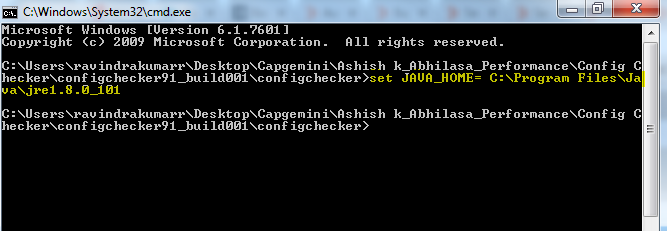 C:\Windows\System32\cmd.exe
Microsoft Windows [Version 6.1.7601]
Copyright (c) 2009 Microsoft Corporation.  All rights reserved.
C:\Users\ravindrakumarr\Desktop\Capgemini\Ashish k_Abhilasa_Performance\Config C
hecker\configchecker91_build001\configchecker>set JAVA_HOME= C:\Program Files\Ja
va\jre1.8.0_101
C:\Users\ravindrakumarr\Desktop\Capgemini\Ashish k_Abhilasa_Performance\Config C
hecker\configchecker91_build001\configchecker>